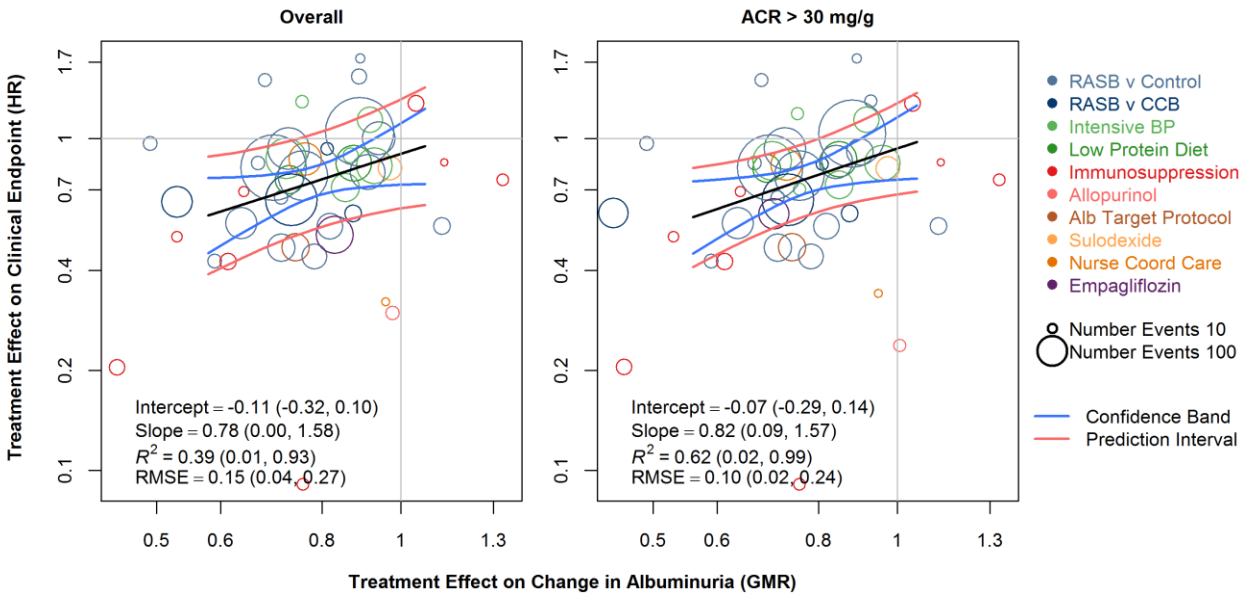 Overall
ACR > 30 mg/g
Treatment Effect on Clinical Endpoint (HR)
1.7
1
0.7
0.4
0.2
0.1
Intercept = -0.11 (-0.32, 0.10)
Slope = 0.78 (0.00, 1.58)
R² = 0.39 (0.01, 0.93)
RMSE = 0.15 (0.04, 0.27)
0.5 0.6 0.8 1 1.3
1.7
1
0.7
0.4
0.2
0.1
Intercept = -0.07 (-0.29, 0.14)
Slope = 0.82 (0.09, 1.57)
R² = 0.62 (0.02, 0.99)
RMSE = 0.10 (0.02, 0.24)
0.5 0.6 0.8 1 1.3
Treatment Effect on Change in Albuminuria (GMR)
RASB v Control
RASB v CCB
Intensive BP
Low Protein Diet
Immunosuppression
Allopurinol
Alb Target Protocol
Sulodexide
Nurse Coord Care
Empagliflozin
Number Events 10
Number Events 100
Confidence Band
Prediction Interval